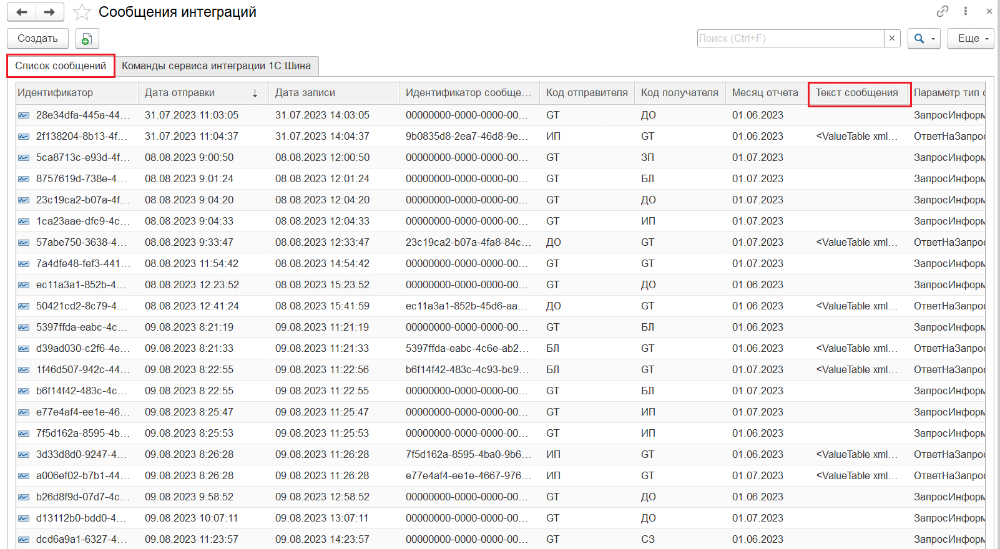 Сообщения интеграций
Создать
Поиск (Ctrl+F)
Еще
Список сообщений Команды сервиса интеграции 1С:Шина
Идентификатор Дата отправки ↓ Дата записи Идентификатор сообще... Код отправителя Код получателя Месяц отчета Текст сообщения Параметр тип с
28e34dfa-445a-44... 31.07.2023 11:03:05 31.07.2023 14:03:05 00000000-0000-0000-00... GT ДО 01.06.2023 ЗапросИнформ
2f138204-8b13-4f... 31.07.2023 11:04:37 31.07.2023 14:04:37 9b0835d8-2ea7-46d8-9e... ИП GT 01.06.2023 <ValueTable xml... ОтветНаЗапрос
5ca8713c-e93d-4f... 08.08.2023 9:00:50 08.08.2023 12:00:50 00000000-0000-0000-00... GT ЗП 01.07.2023 ЗапросИнформ
8757619d-738e-4... 08.08.2023 9:01:24 08.08.2023 12:01:24 00000000-0000-0000-00... GT БЛ 01.07.2023 ЗапросИнформ
23c19ca2-b07a-4f... 08.08.2023 9:04:20 08.08.2023 12:04:20 00000000-0000-0000-00... GT ДО 01.07.2023 ЗапросИнформ
1ca23aae-dfc9-4c... 08.08.2023 9:04:33 08.08.2023 12:04:33 00000000-0000-0000-00... GT ИП 01.07.2023 ЗапросИнформ
57abe750-3638-4... 08.08.2023 9:33:47 08.08.2023 12:33:47 23c19ca2-b07a-4fa8-84c... ДО GT 01.07.2023 <ValueTable xml... ОтветНаЗапрос
7a4dfe48-fef3-441... 08.08.2023 11:54:42 08.08.2023 14:54:42 00000000-0000-0000-00... GT GT 01.07.2023 ЗапросИнформ
ec11a3a1-852b-4... 08.08.2023 12:23:52 08.08.2023 15:23:52 00000000-0000-0000-00... GT ДО 01.06.2023 ЗапросИнформ
50421cd2-8c79-4... 08.08.2023 12:41:24 08.08.2023 15:41:59 ec11a3a1-852b-45d6-aa... ДО GT 01.06.2023 <ValueTable xml... ОтветНаЗапрос
5397ffda-eabc-4c... 09.08.2023 8:21:19 09.08.2023 11:21:19 00000000-0000-0000-00... GT БЛ 01.06.2023 ЗапросИнформ
d39ad030-c2f6-4e... 09.08.2023 8:21:33 09.08.2023 11:21:33 5397ffda-eabc-4c6e-ab2... БЛ GT 01.06.2023 <ValueTable xml... ОтветНаЗапрос
1f46d507-942c-44... 09.08.2023 8:22:55 09.08.2023 11:22:56 b6f14f42-483c-4c93-bc9... БЛ GT 01.07.2023 <ValueTable xml... ОтветНаЗапрос
b6f14f42-483c-4c... 09.08.2023 8:22:55 09.08.2023 11:22:55 00000000-0000-0000-00... GT БЛ 01.07.2023 ЗапросИнформ
e77e4af4-ee1e-46... 09.08.2023 8:25:47 09.08.2023 11:25:47 00000000-0000-0000-00... GT ИП 01.07.2023 ЗапросИнформ
7f5d162a-8595-4b... 09.08.2023 8:25:53 09.08.2023 11:25:53 00000000-0000-0000-00... GT ИП 01.06.2023 ЗапросИнформ
3d33d8d0-9247-4... 09.08.2023 8:26:28 09.08.2023 11:26:28 7f5d162a-8595-4ba0-9b6... ИП GT 01.06.2023 <ValueTable xml... ОтветНаЗапрос
a006ef02-b7b1-44... 09.08.2023 8:26:28 09.08.2023 11:26:28 e77e4af4-ee1e-4667-976... ИП GT 01.07.2023 <ValueTable xml... ОтветНаЗапрос
b26d8f9d-07d7-4c... 09.08.2023 9:58:52 09.08.2023 12:58:52 00000000-0000-0000-00... GT ДО 01.06.2023 ЗапросИнформ
d13112b0-bdd0-4... 09.08.2023 10:07:11 09.08.2023 13:07:11 00000000-0000-0000-00... GT ДО 01.07.2023 ЗапросИнформ
dcd6a9a1-6327-4... 09.08.2023 11:23:57 09.08.2023 14:23:57 00000000-0000-0000-00... GT СЗ 01.06.2023 ЗапросИнформ